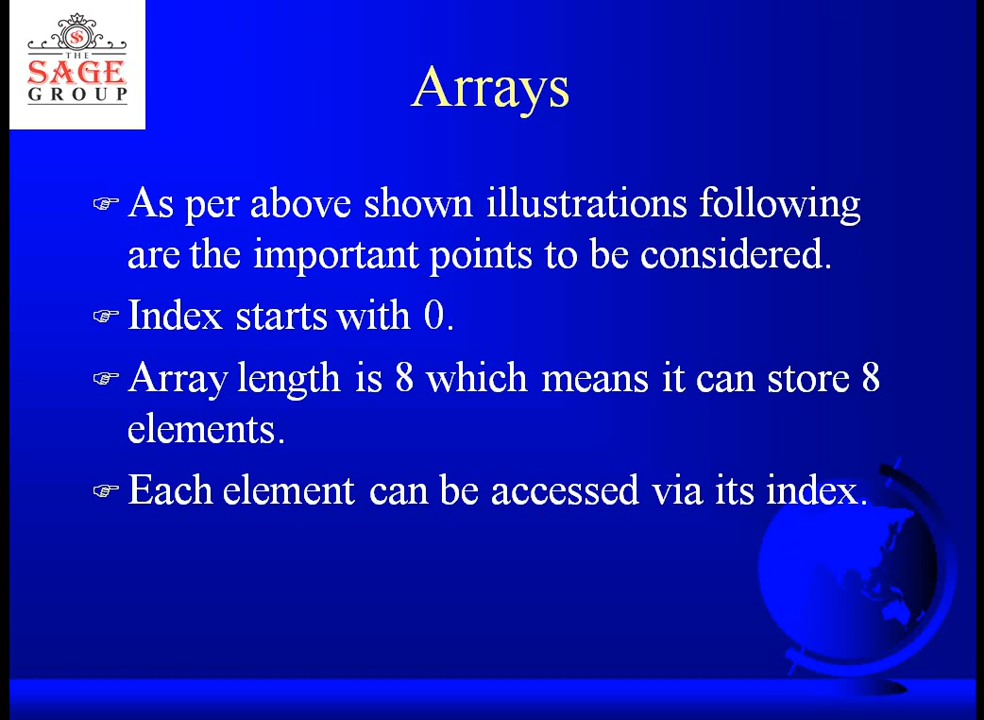 THE
SAGE
GROUP
Arrays
As per above shown illustrations following
are the important points to be considered.
Index starts with 0.
Array length is 8 which means it can store 8
elements.
Each element can be accessed via its index.